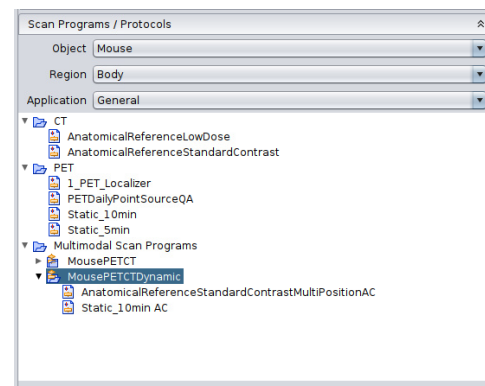 Scan Programs / Protocols
Object Mouse
Region Body
Application General
CT
AnatomicalReferenceLowDose
AnatomicalReferenceStandardContrast
PET
1_PET_Localizer
PETDailyPointSourceQA
Static_10min
Static_5min
Multimodal Scan Programs
MousePETCT
MousePETCTDynamic
AnatomicalReferenceStandardContrastMultiPositionAC
Static_10min AC